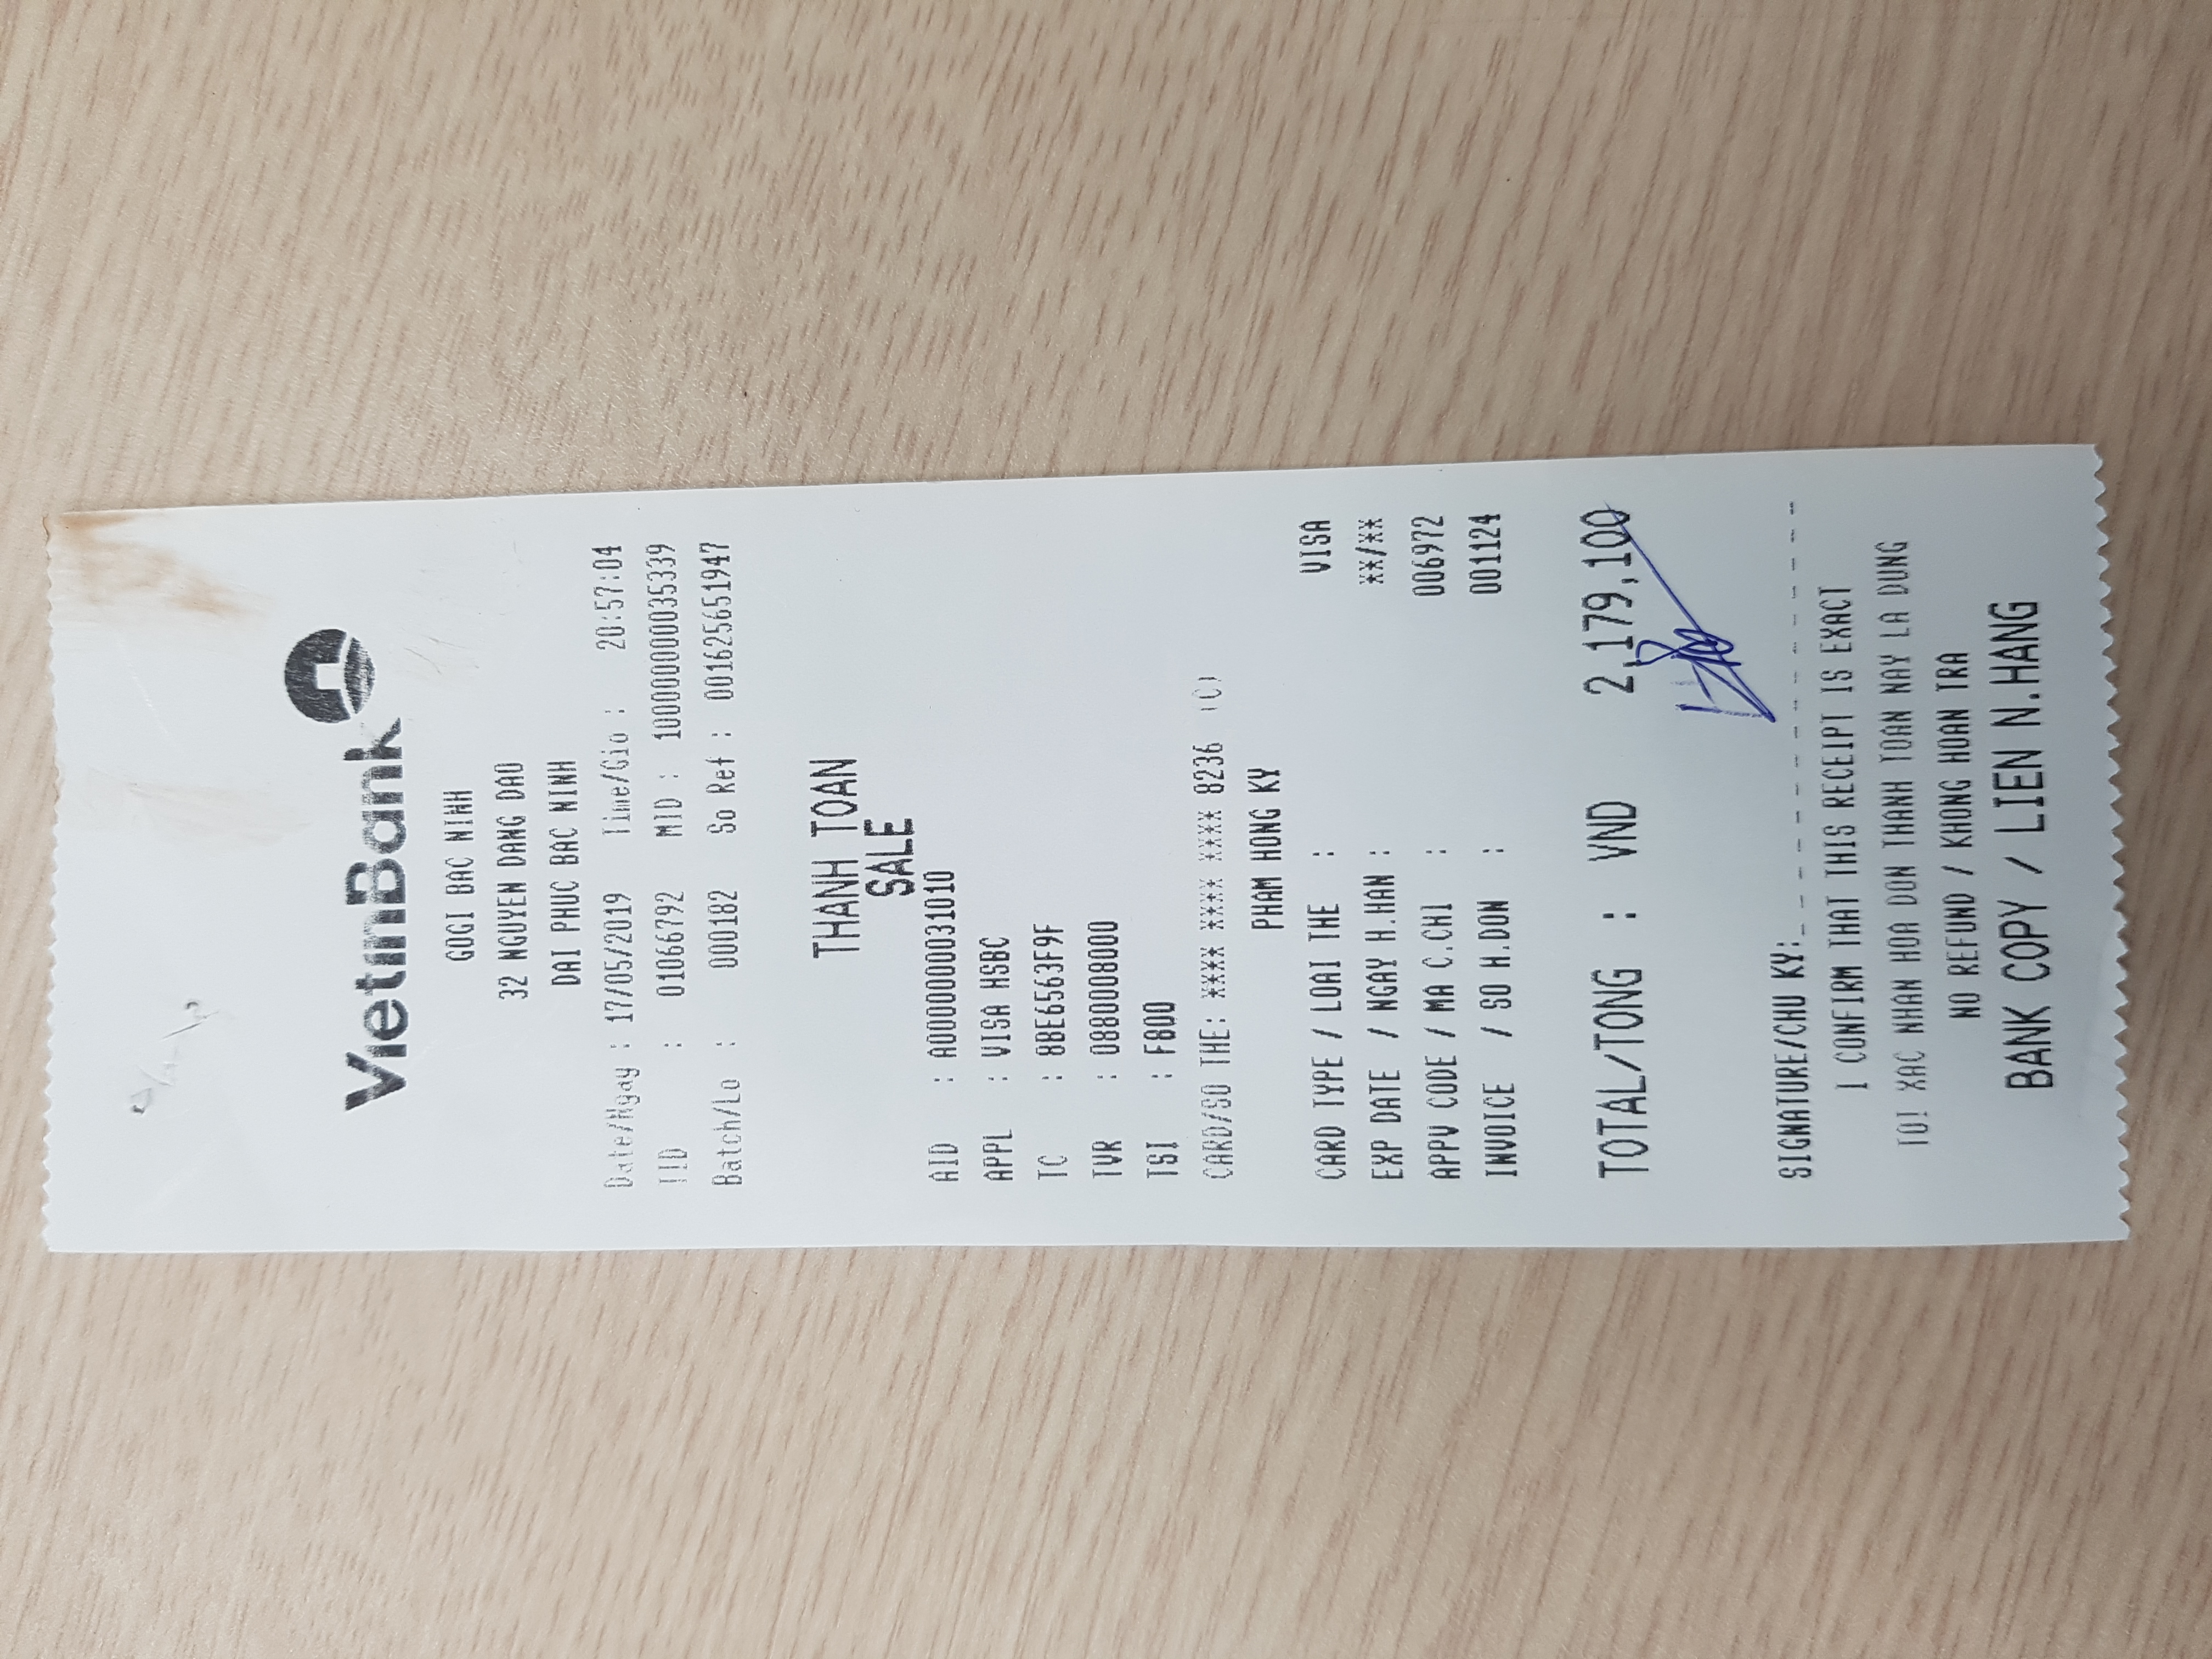 VietinBank
GOGI BAC NINH
32 NGUYEN DANG DAO
DAI PHUC BAC NINH
Date/Ngay : 17/05/2019 Time/Gio : 20:57:04
TID : 01066792 MID : 100000000035339
Batch/Lo : 000182 So Ref : 001625651947
THANH TOAN
SALE
AID : A0000000031010
APPL : VISA HSBC
TC : 8BE6563F9F
TVR : 0880008000
TSI : F800
CARD/SO THE: **** **** **** 8236 (C)
PHAM HONG KY
CARD TYPE / LOAI THE : VISA
EXP DATE / NGAY H.HAN : **/**
APPV CODE / MA C.CHI : 006972
INVOICE / SO H.DON : 001124
TOTAL/TONG : VND 2,179,100
SIGNATURE/CHU KY:_ _ _ _ _ _ _ _ _ _ _ _ _ _ _ _
I CONFIRM THAT THIS RECEIPT IS EXACT
TOI XAC NHAN HOA DON THANH TOAN NAY LA DUNG
NO REFUND / KHONG HOAN TRA
BANK COPY / LIEN N.HANG